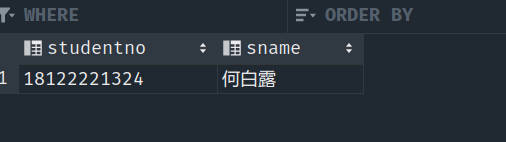 WHERE ORDER BY
studentno sname
1 18122221324 何白露